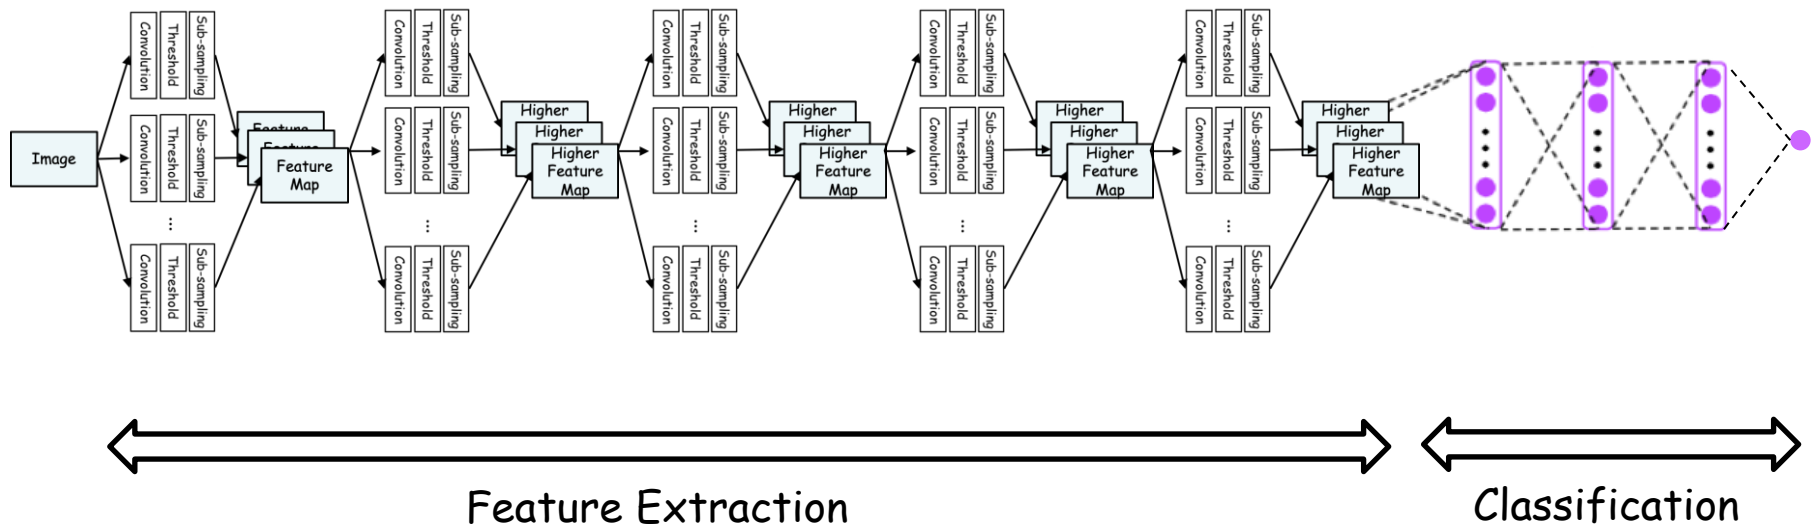 Image
Convolution
Threshold
Sub-sampling
Convolution
Threshold
Sub-sampling
...
Convolution
Threshold
Sub-sampling
Feature
Feature
Feature
Map
Convolution
Threshold
Sub-sampling
Convolution
Threshold
Sub-sampling
...
Convolution
Threshold
Sub-sampling
Higher
Higher
Higher
Feature
Map
Convolution
Threshold
Sub-sampling
Convolution
Threshold
Sub-sampling
...
Convolution
Threshold
Sub-sampling
Higher
Higher
Higher
Feature
Map
Convolution
Threshold
Sub-sampling
Convolution
Threshold
Sub-sampling
...
Convolution
Threshold
Sub-sampling
Higher
Higher
Higher
Feature
Map
Convolution
Threshold
Sub-sampling
Convolution
Threshold
Sub-sampling
...
Convolution
Threshold
Sub-sampling
Higher
Higher
Higher
Feature
Map
Feature Extraction
Classification